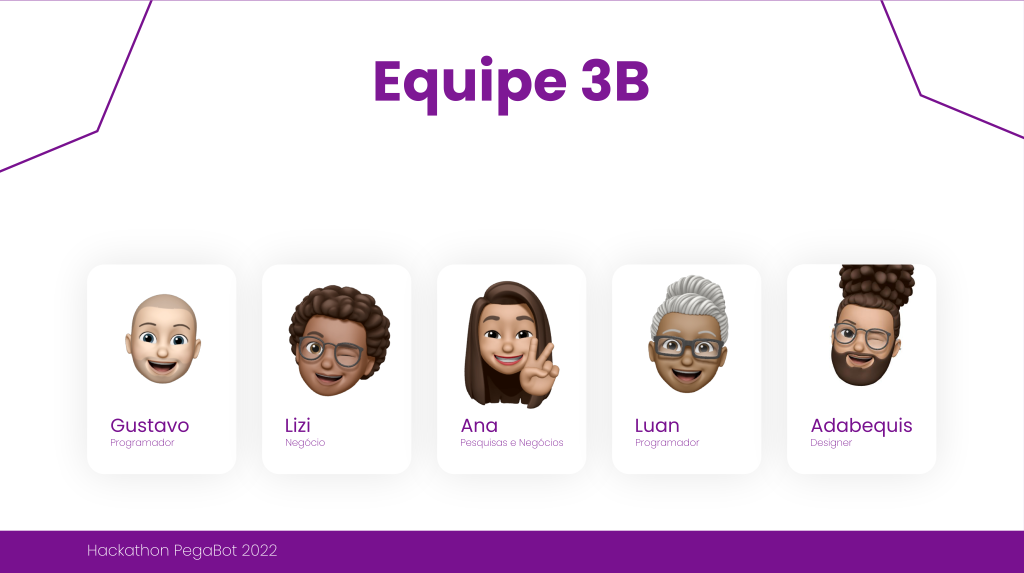 Equipe 3B
Gustavo
Programador
Lizi
Negócio
Ana
Pesquisas e Negócios
Luan
Programador
Adabequis
Designer
Hackathon PegaBot 2022